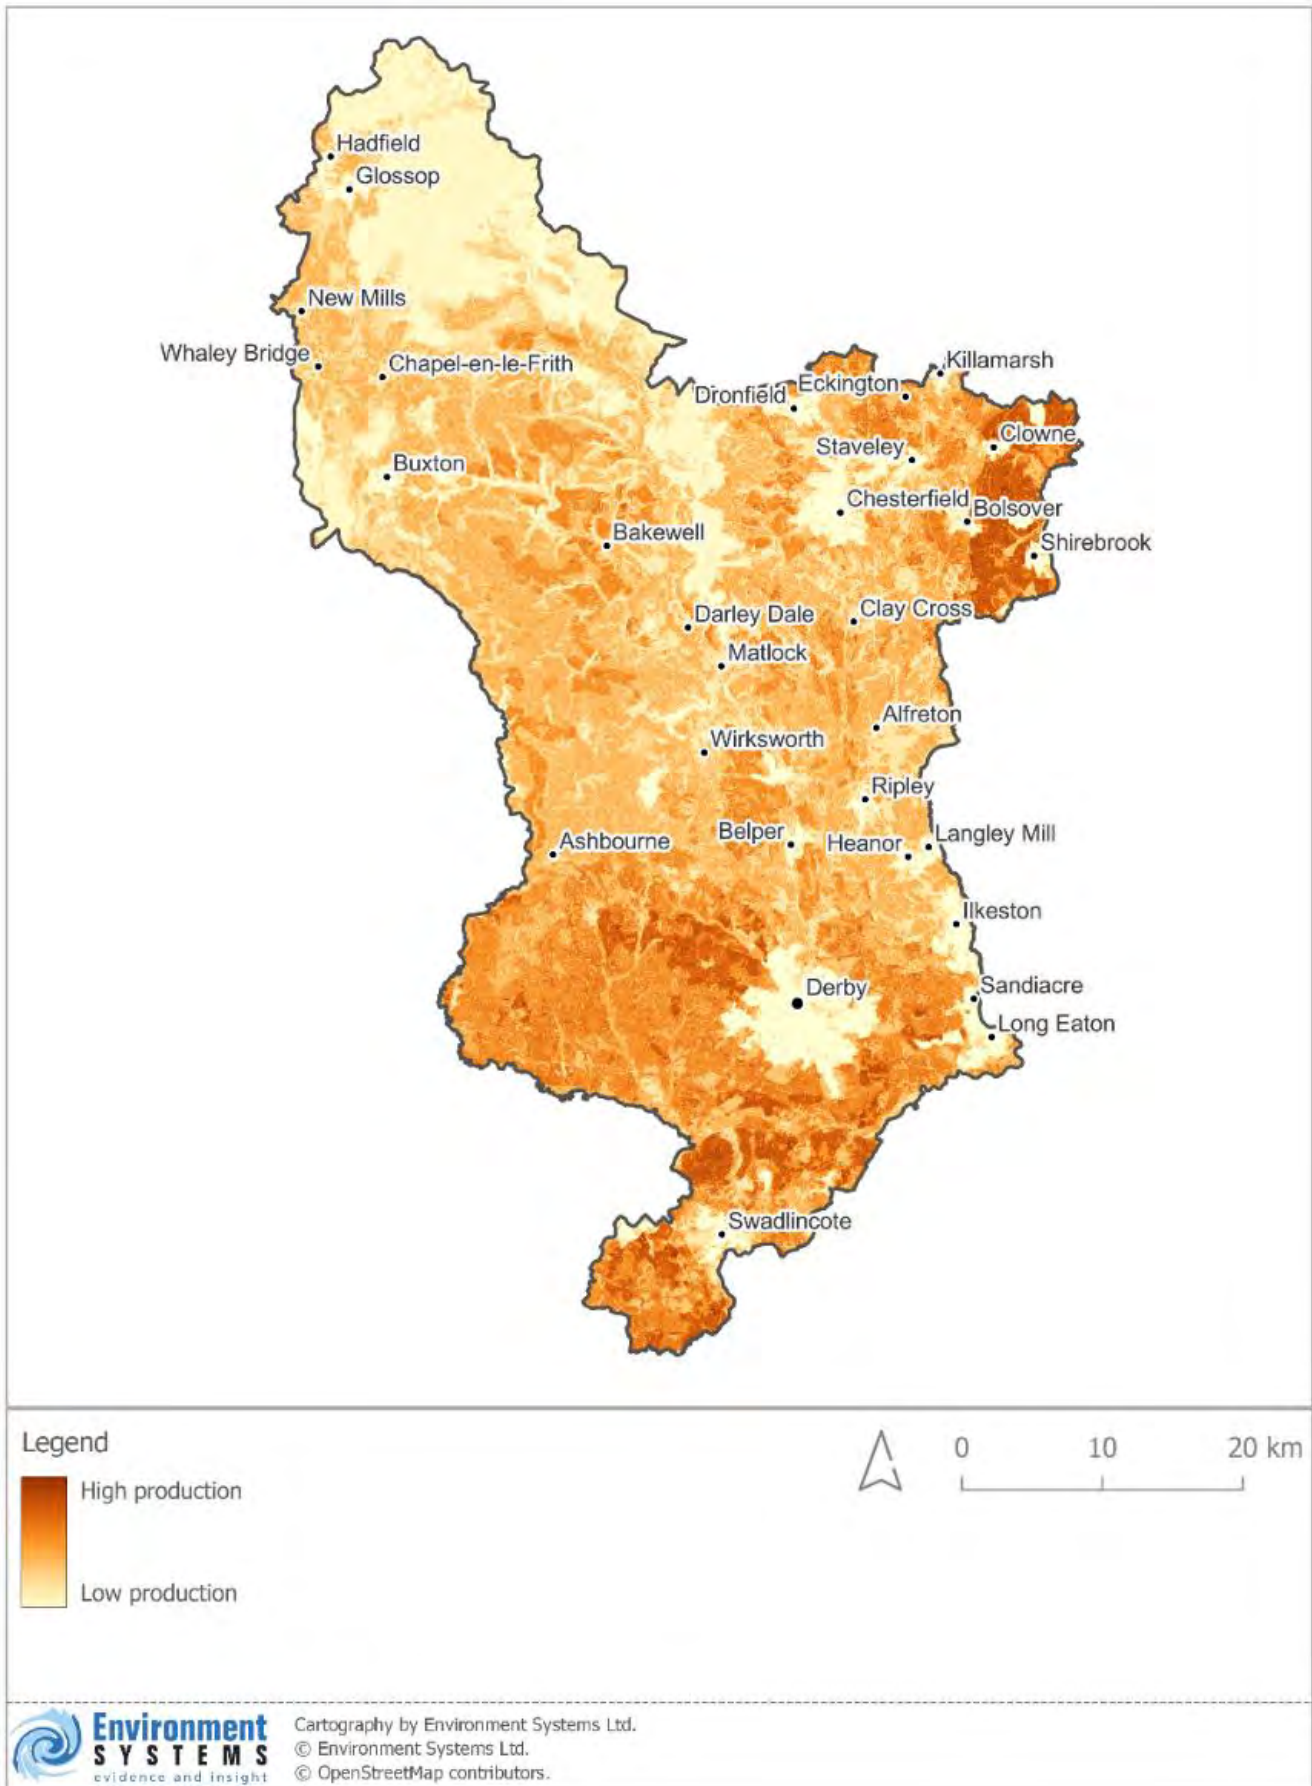 Hadfield
Glossop
New Mills
Whaley Bridge
Chapel-en-le-Frith
Killamarsh
Eckington
Dronfield
Clowne
Staveley
Buxton
Chesterfield
Bolsover
Bakewell
Shirebrook
Darley Dale
Clay Cross
Matlock
Alfreton
Wirksworth
Ripley
Belper
Heanor
Langley Mill
Ashbourne
Ilkeston
Sandiacre
Derby
Long Eaton
Swadlincote
Legend
High production
Low production
0 10 20 km
Environment
SYSTEMS
evidence and insight
Cartography by Environment Systems Ltd.
© Environment Systems Ltd.
© OpenStreetMap contributors.